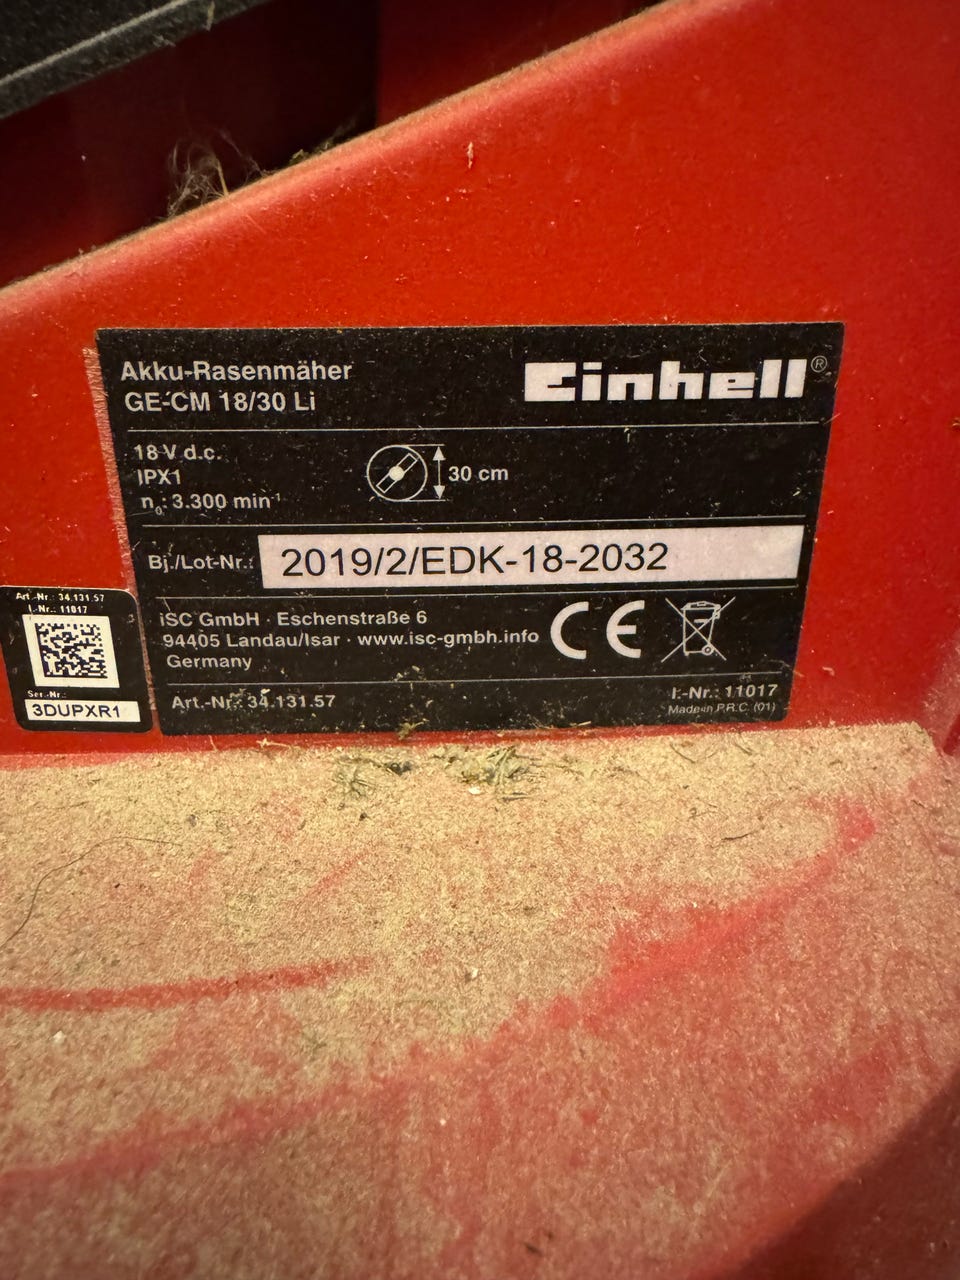 Akku-Rasenmäher
GE-CM 18/30 Li
Einhell®
18 V d.c.
IPX1
n₀: 3.300 min⁻¹
30 cm
Bj./Lot-Nr.: 2019/2/EDK-18-2032
iSC GmbH · Eschenstraße 6
94405 Landau/Isar · www.isc-gmbh.info
Germany
CE
Art.-Nr.: 34.131.57
I.-Nr.: 11017
Made in P.R.C. (01)
Art.-Nr.: 34.131.57
I.-Nr.: 11017
Ser.-Nr.:
3DUPXR1